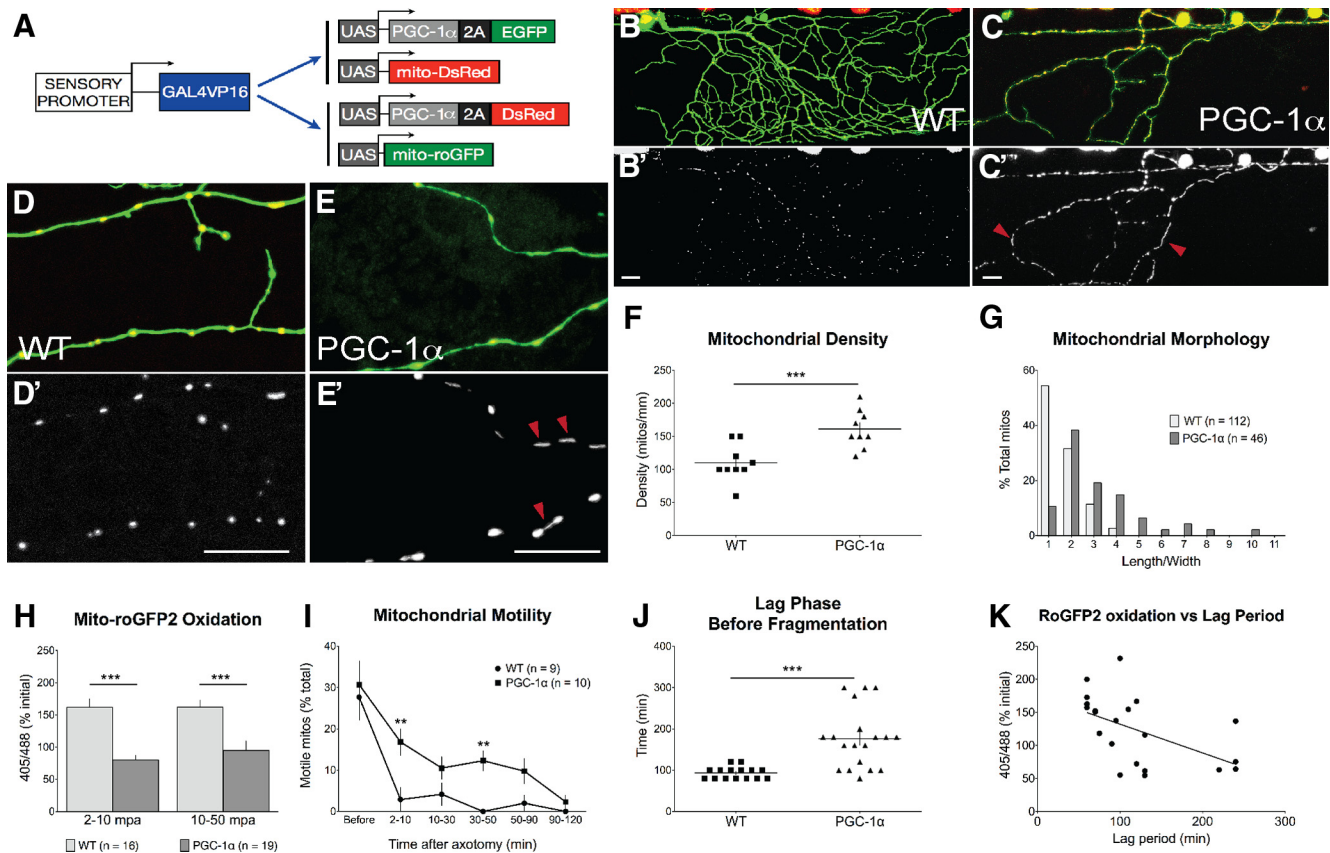 A
SENSORY
PROMOTER
GAL4VP16
UAS PGC-1α 2A EGFP
UAS mito-DsRed
UAS PGC-1α 2A DsRed
UAS mito-roGFP
B
WT
C
PGC-1α
B'
C'
D
WT
E
PGC-1α
D'
E'
F
Mitochondrial Density
Density (mitos/mm)
250
200
150
100
50
0
***
WT PGC-1α
G
Mitochondrial Morphology
% Total mitos
60
40
20
0
WT (n = 112)
PGC-1α (n = 46)
1 2 3 4 5 6 7 8 9 10 11
Length/Width
H
Mito-roGFP2 Oxidation
405/488 (% initial)
250
200
150
100
50
0
*** ***
2-10 mpa 10-50 mpa
WT (n = 16) PGC-1α (n = 19)
I
Mitochondrial Motility
Motile mitos (% total)
40
30
20
10
0
WT (n = 9)
PGC-1α (n = 10)
** **
Before 2-10 10-30 30-50 50-90 90-120
Time after axotomy (min)
J
Lag Phase
Before Fragmentation
Time (min)
400
300
200
100
0
***
WT PGC-1α
K
RoGFP2 oxidation vs Lag Period
405/488 (% initial)
250
200
150
100
50
0
0 100 200 300
Lag period (min)